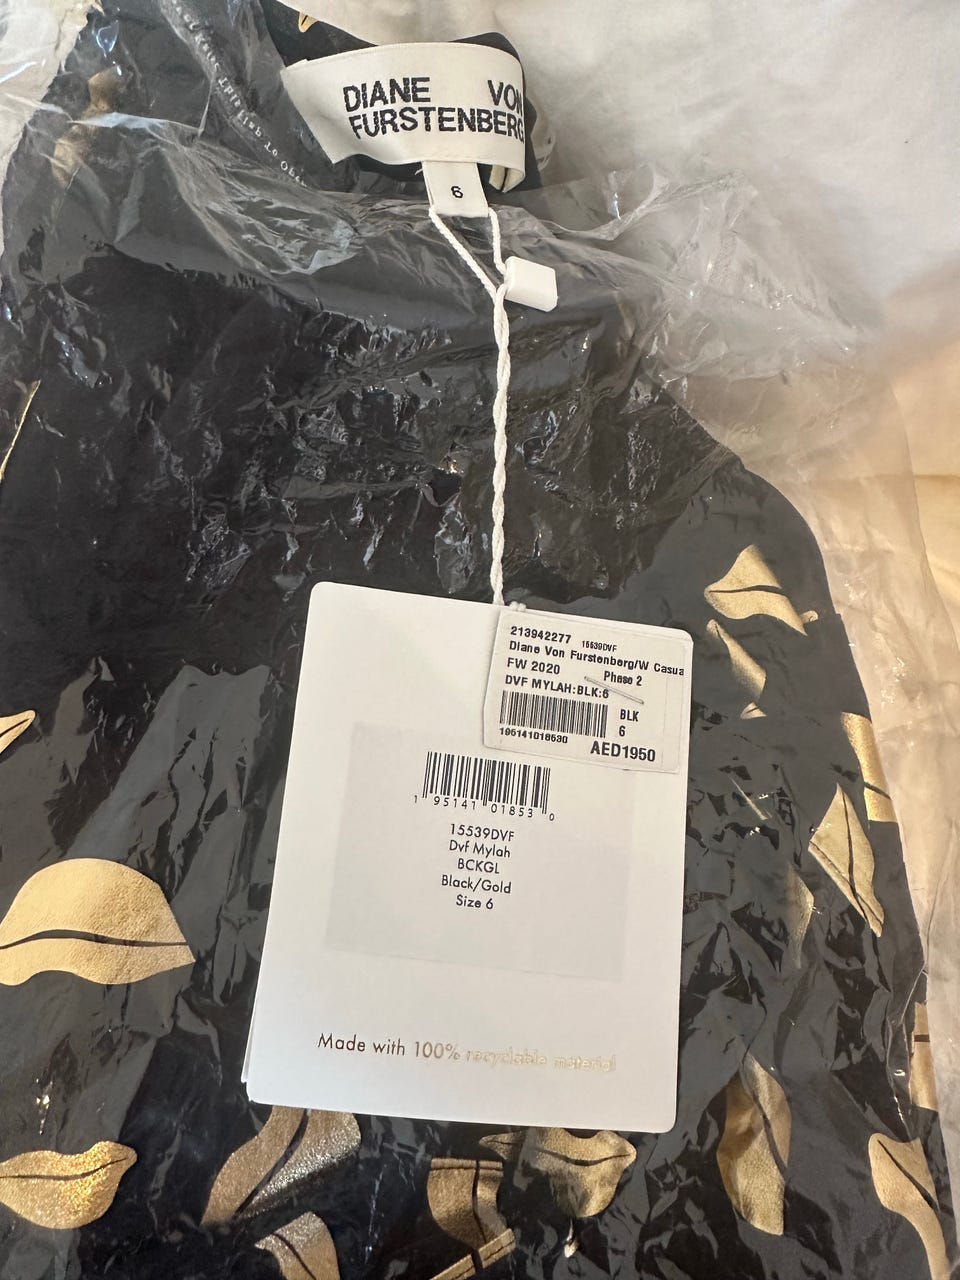 DIANE VON
FURSTENBERG
6
213942277 15539DVF
Diane Von Furstenberg/W Casua
FW 2020 Phase 2
DVF MYLAH:BLK:6
BLK
6
195141018530
AED1950
1 95141 01853 0
15539DVF
Dvf Mylah
BCKGL
Black/Gold
Size 6
Made with 100% recyclable material